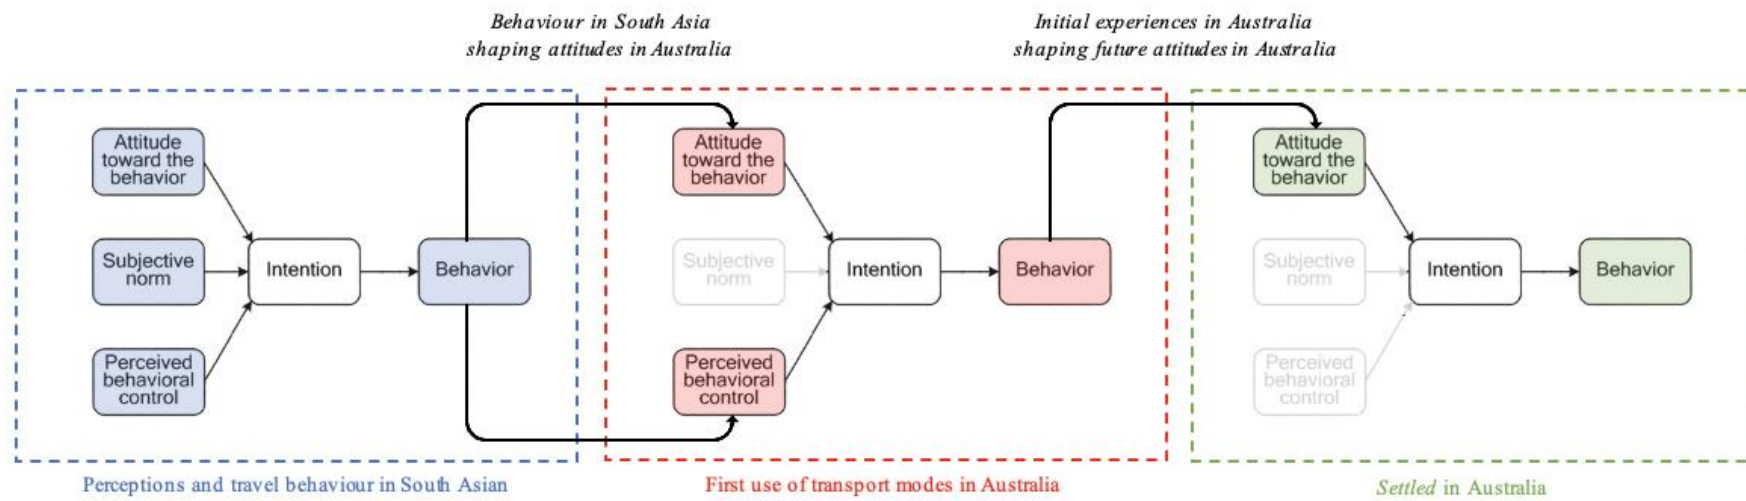 Behaviour in South Asia
shaping attitudes in Australia
Initial experiences in Australia
shaping future attitudes in Australia
Attitude
toward the
behavior
Subjective
norm
Perceived
behavioral
control
Intention
Behavior
Perceptions and travel behaviour in South Asian
Attitude
toward the
behavior
Subjective
norm
Perceived
behavioral
control
Intention
Behavior
First use of transport modes in Australia
Attitude
toward the
behavior
Subjective
norm
Perceived
behavioral
control
Intention
Behavior
Settled in Australia